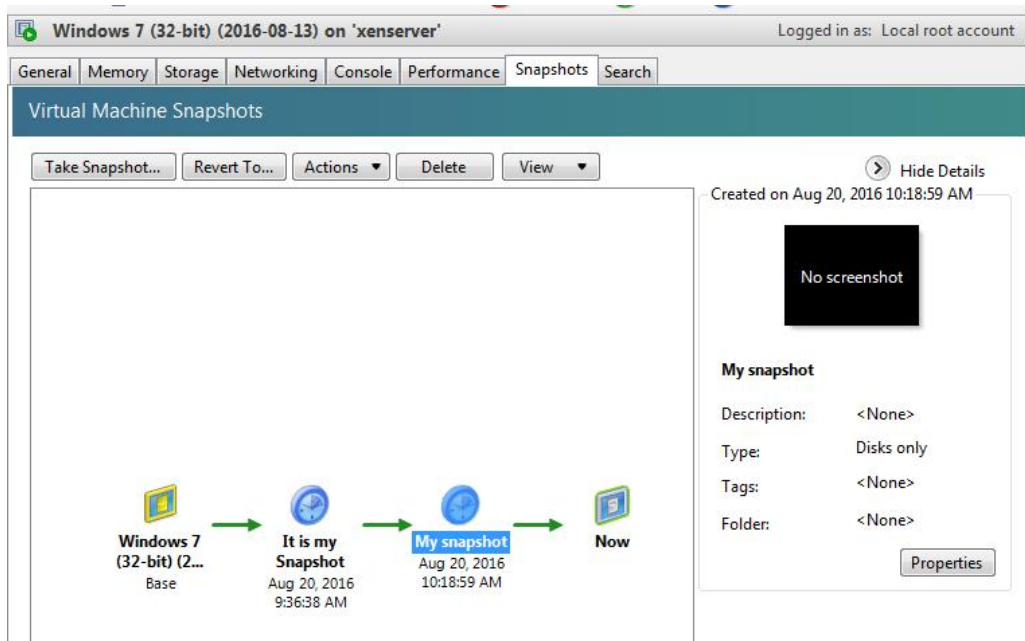 Windows 7 (32-bit) (2016-08-13) on 'xenserver'
Logged in as: Local root account
General Memory Storage Networking Console Performance Snapshots Search
Virtual Machine Snapshots
Take Snapshot... Revert To... Actions Delete View
Hide Details
Created on Aug 20, 2016 10:18:59 AM
No screenshot
My snapshot
Description: <None>
Type: Disks only
Tags: <None>
Folder: <None>
Properties
Windows 7
(32-bit) (2...
Base
It is my
Snapshot
Aug 20, 2016
9:36:38 AM
My snapshot
Aug 20, 2016
10:18:59 AM
Now